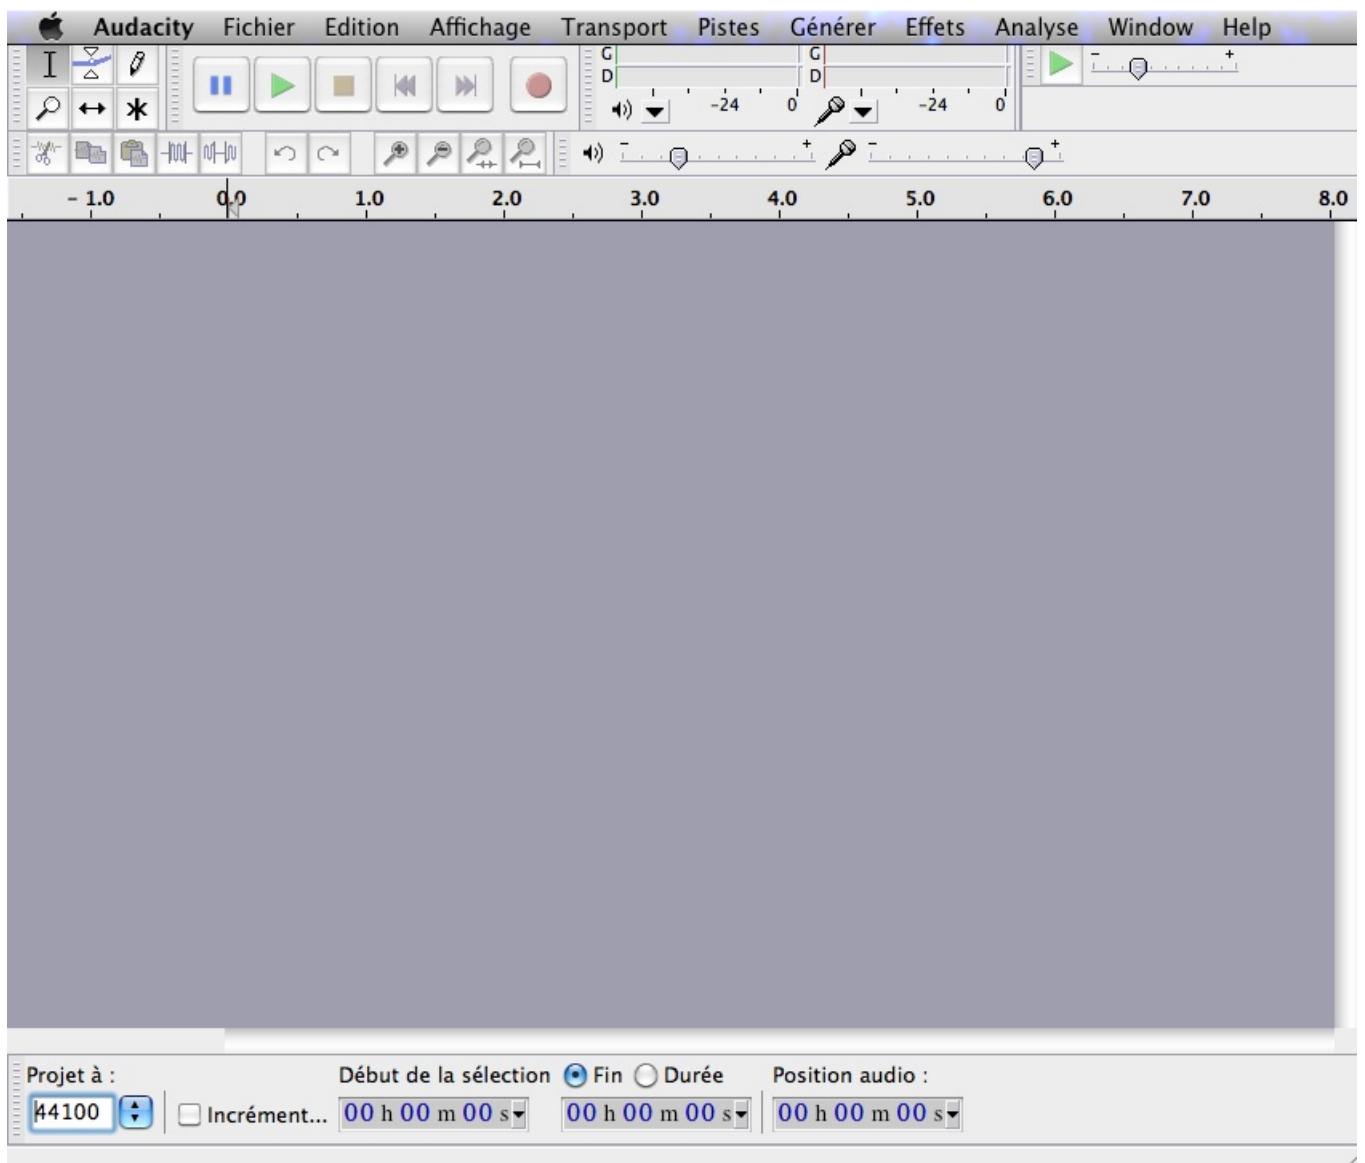 Audacity Fichier Edition Affichage Transport Pistes Générer Effets Analyse Window Help
G G
D D
-24 0 -24 0
- +
- + - +
- 1.0 0.0 1.0 2.0 3.0 4.0 5.0 6.0 7.0 8.0
Projet à : Début de la sélection Fin Durée Position audio :
44100 Incrément... 00 h 00 m 00 s 00 h 00 m 00 s 00 h 00 m 00 s